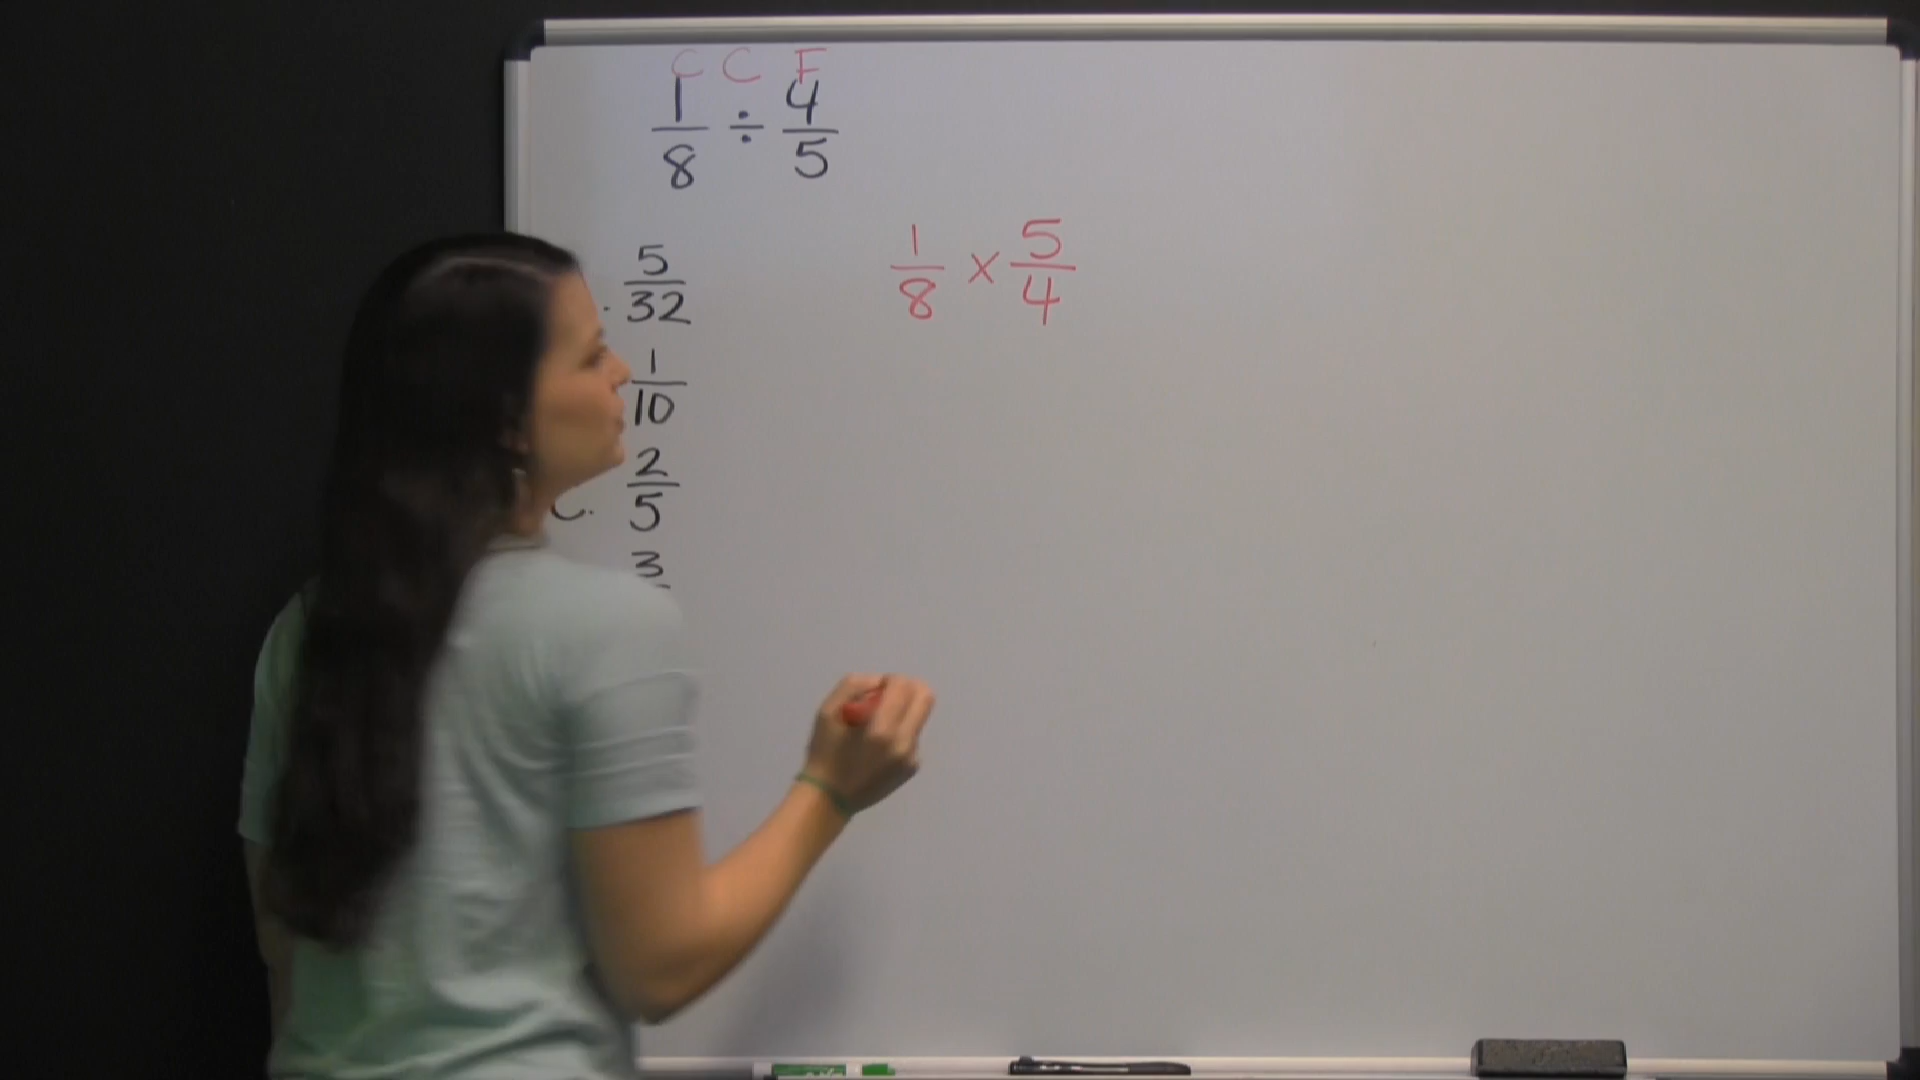 C C F
1/8 ÷ 4/5
1/8 × 5/4
. 5/32
1/10
C. 2/5
3